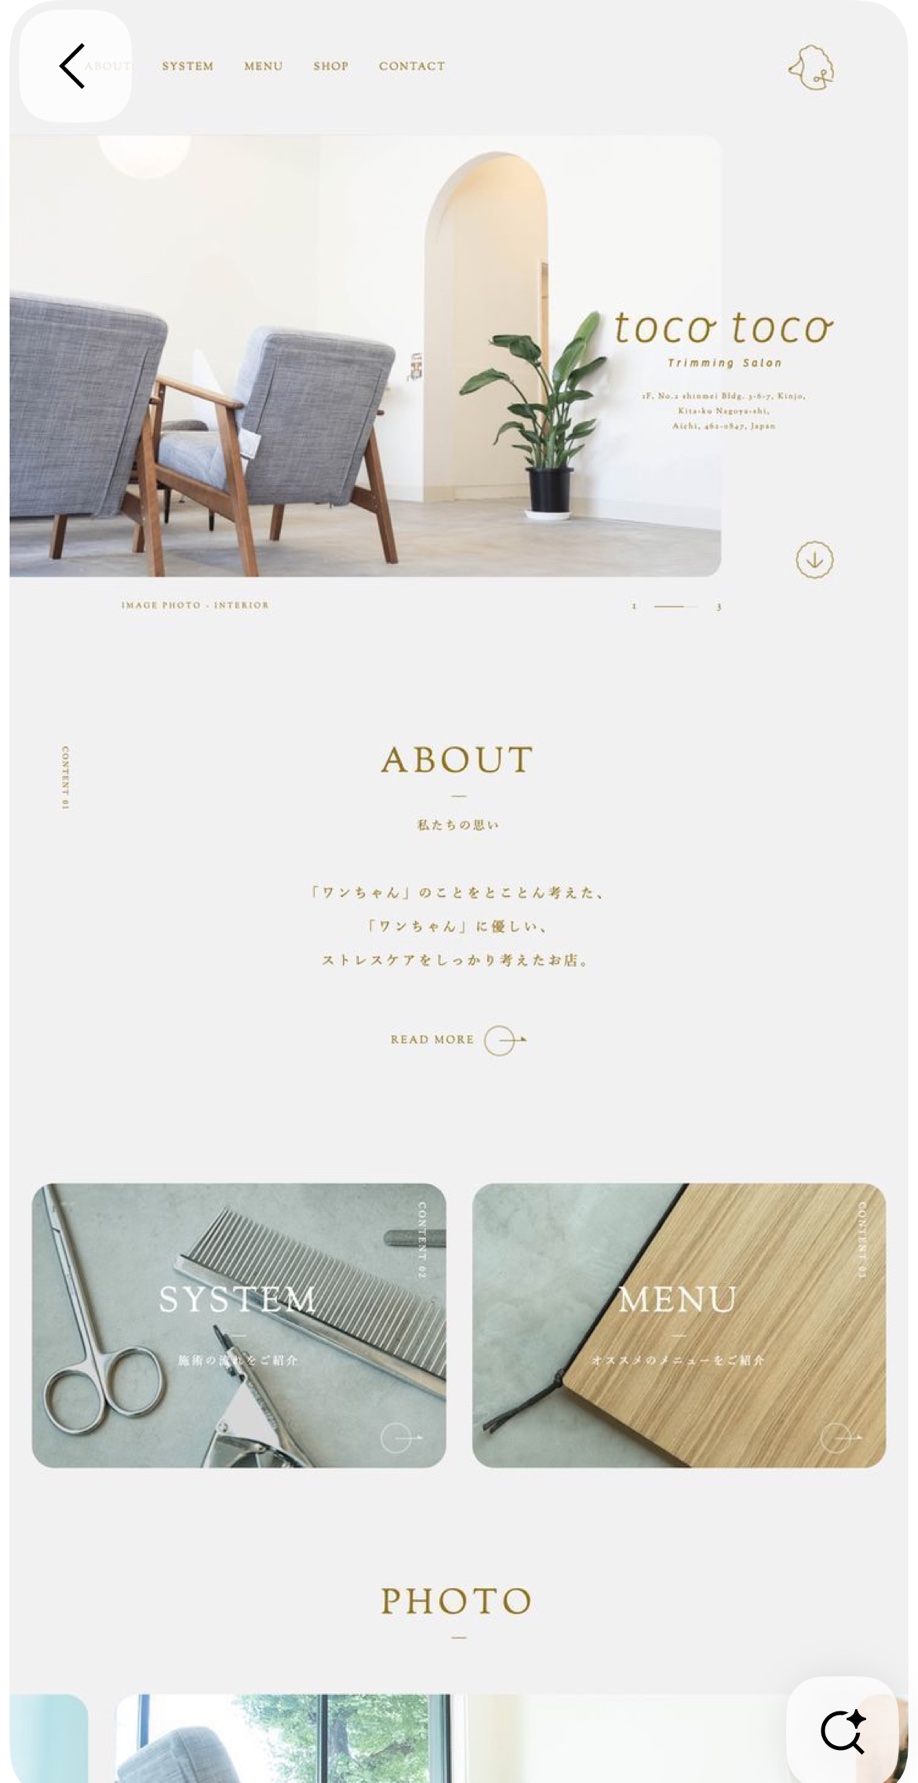 ABOUT
SYSTEM
MENU
SHOP
CONTACT
toco toco
Trimming Salon
1F, No.2 shinmei Bldg. 3-6-7, Kinjo,
Kita-ku Nagoya-shi,
Aichi, 462-0847, Japan
IMAGE PHOTO - INTERIOR
1
3
CONTENT 01
ABOUT
私たちの思い
「ワンちゃん」のことをとことん考えた、
「ワンちゃん」に優しい、
ストレスケアをしっかり考えたお店。
READ MORE
CONTENT 02
SYSTEM
施術の流れをご紹介
CONTENT 03
MENU
オススメのメニューをご紹介
PHOTO